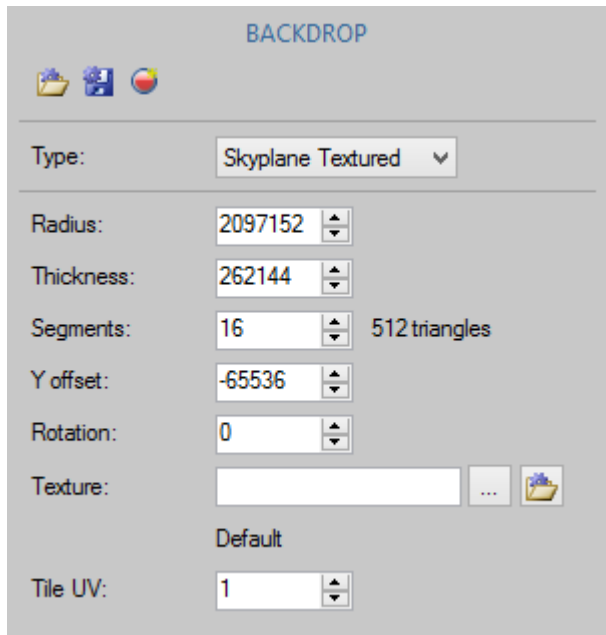 BACKDROP
Type: Skyplane Textured
Radius: 2097152
Thickness: 262144
Segments: 16 512 triangles
Y offset: -65536
Rotation: 0
Texture: ...
Default
Tile UV: 1